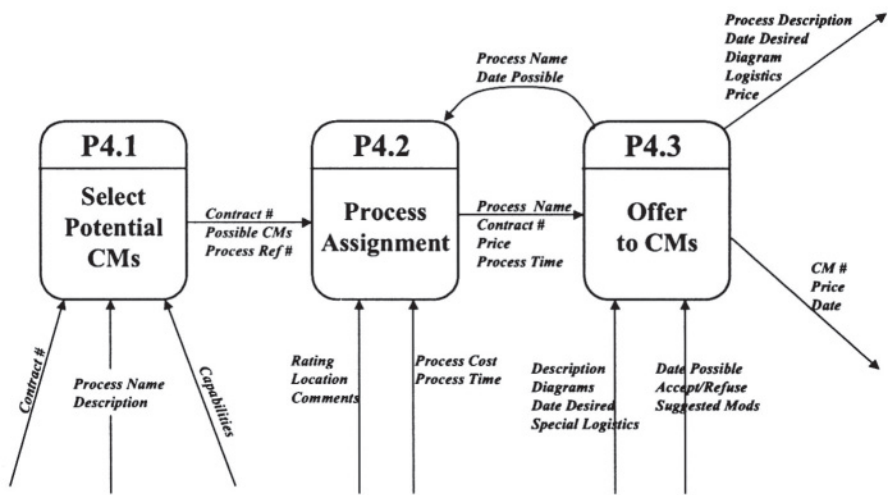 Process Description
Date Desired
Diagram
Logistics
Price
Process Name
Date Possible
P4.1
Select
Potential
CMs
Contract #
Possible CMs
Process Ref #
P4.2
Process
Assignment
Process Name
Contract #
Price
Process Time
P4.3
Offer
to CMs
CM #
Price
Date
Contract #
Process Name
Description
Capabilities
Rating
Location
Comments
Process Cost
Process Time
Description
Diagrams
Date Desired
Special Logistics
Date Possible
Accept/Refuse
Suggested Mods